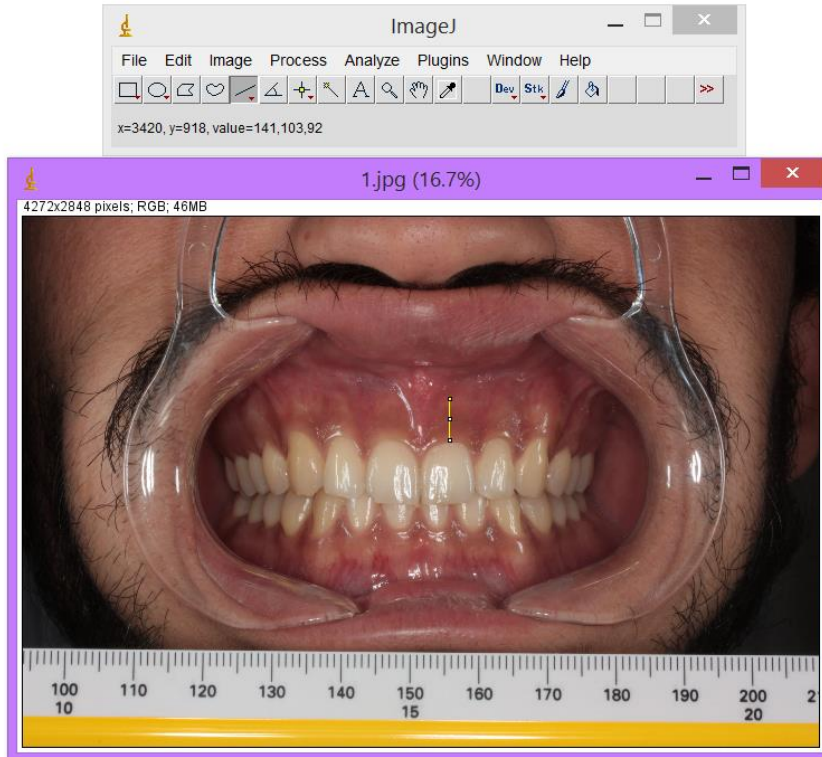 ImageJ
File Edit Image Process Analyze Plugins Window Help
A Dev Stk >>
x=3420, y=918, value=141,103,92
1.jpg (16.7%)
4272x2848 pixels; RGB; 46MB
100 110 120 130 140 150 160 170 180 190 200
10 15 20